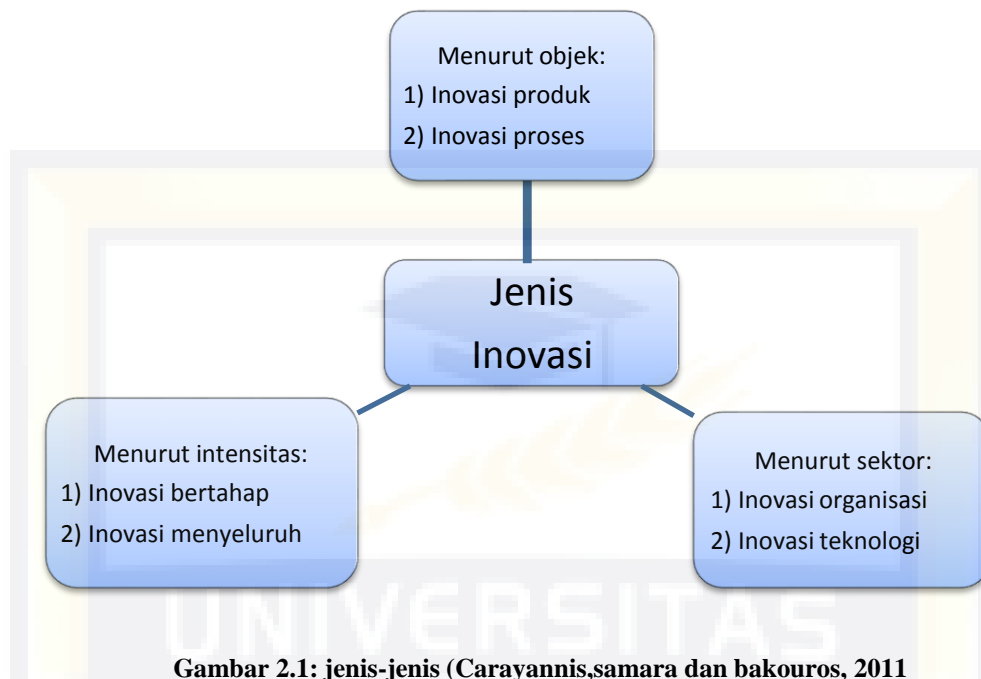 Menurut objek:
1) Inovasi produk
2) Inovasi proses
Jenis
Inovasi
Menurut intensitas:
1) Inovasi bertahap
2) Inovasi menyeluruh
Menurut sektor:
1) Inovasi organisasi
2) Inovasi teknologi
UNIVERSITAS
Gambar 2.1: jenis-jenis (Carayannis,samara dan bakouros, 2011